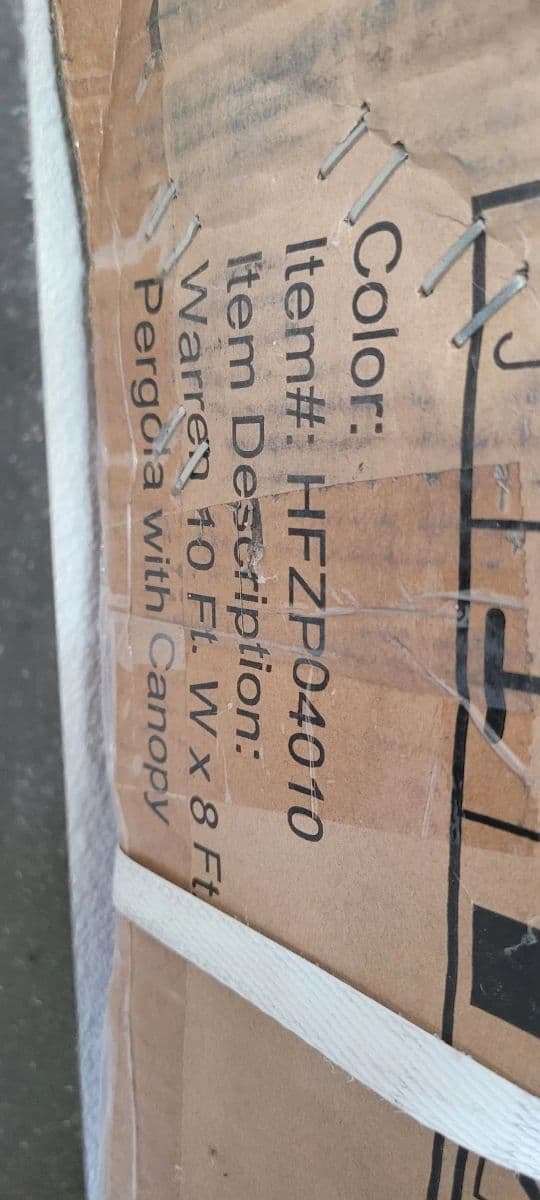 Color:
Item#: HFZP04010
Item Description:
Warren 10 Ft. W x 8 Ft
Pergola with Canopy